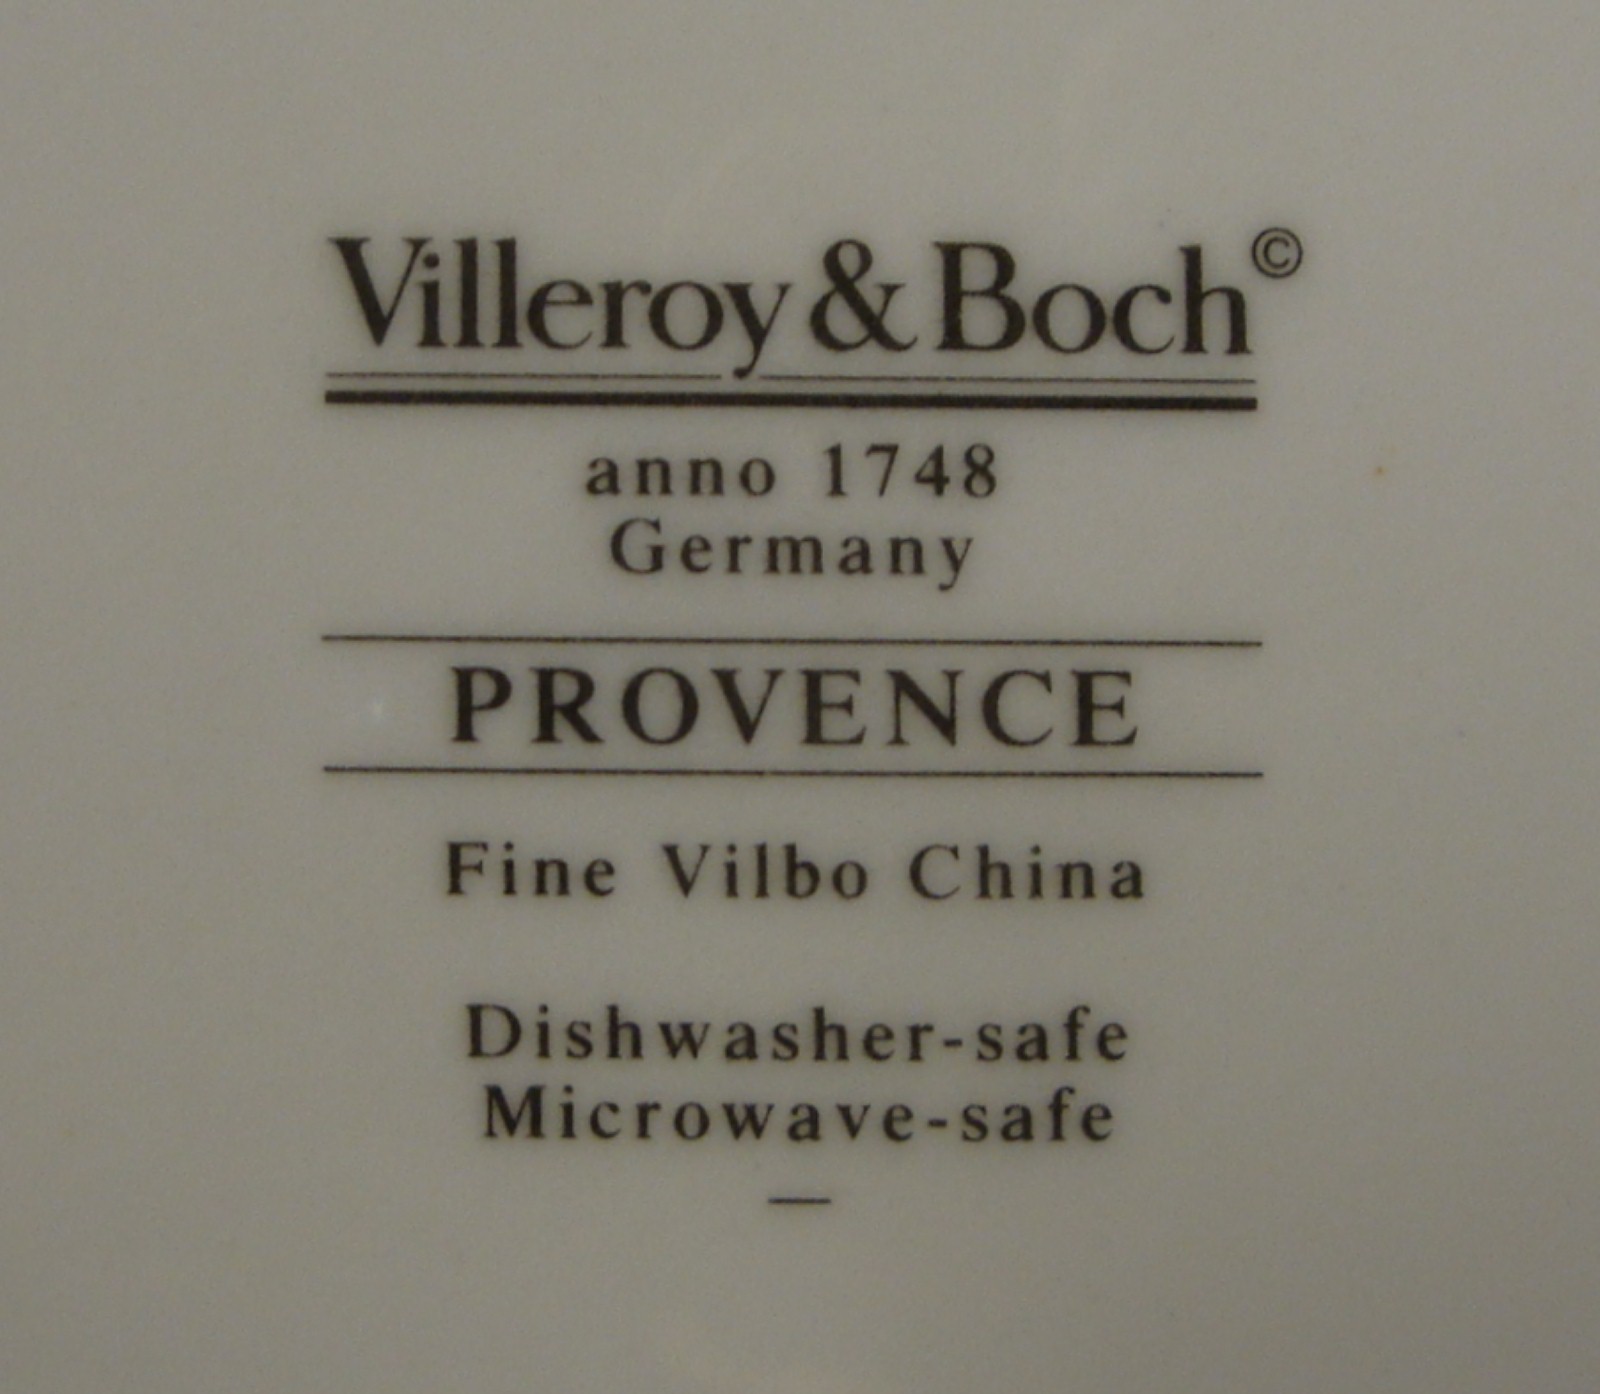 Villeroy & Boch©
anno 1748
Germany
PROVENCE
Fine Vilbo China
Dishwasher-safe
Microwave-safe
—